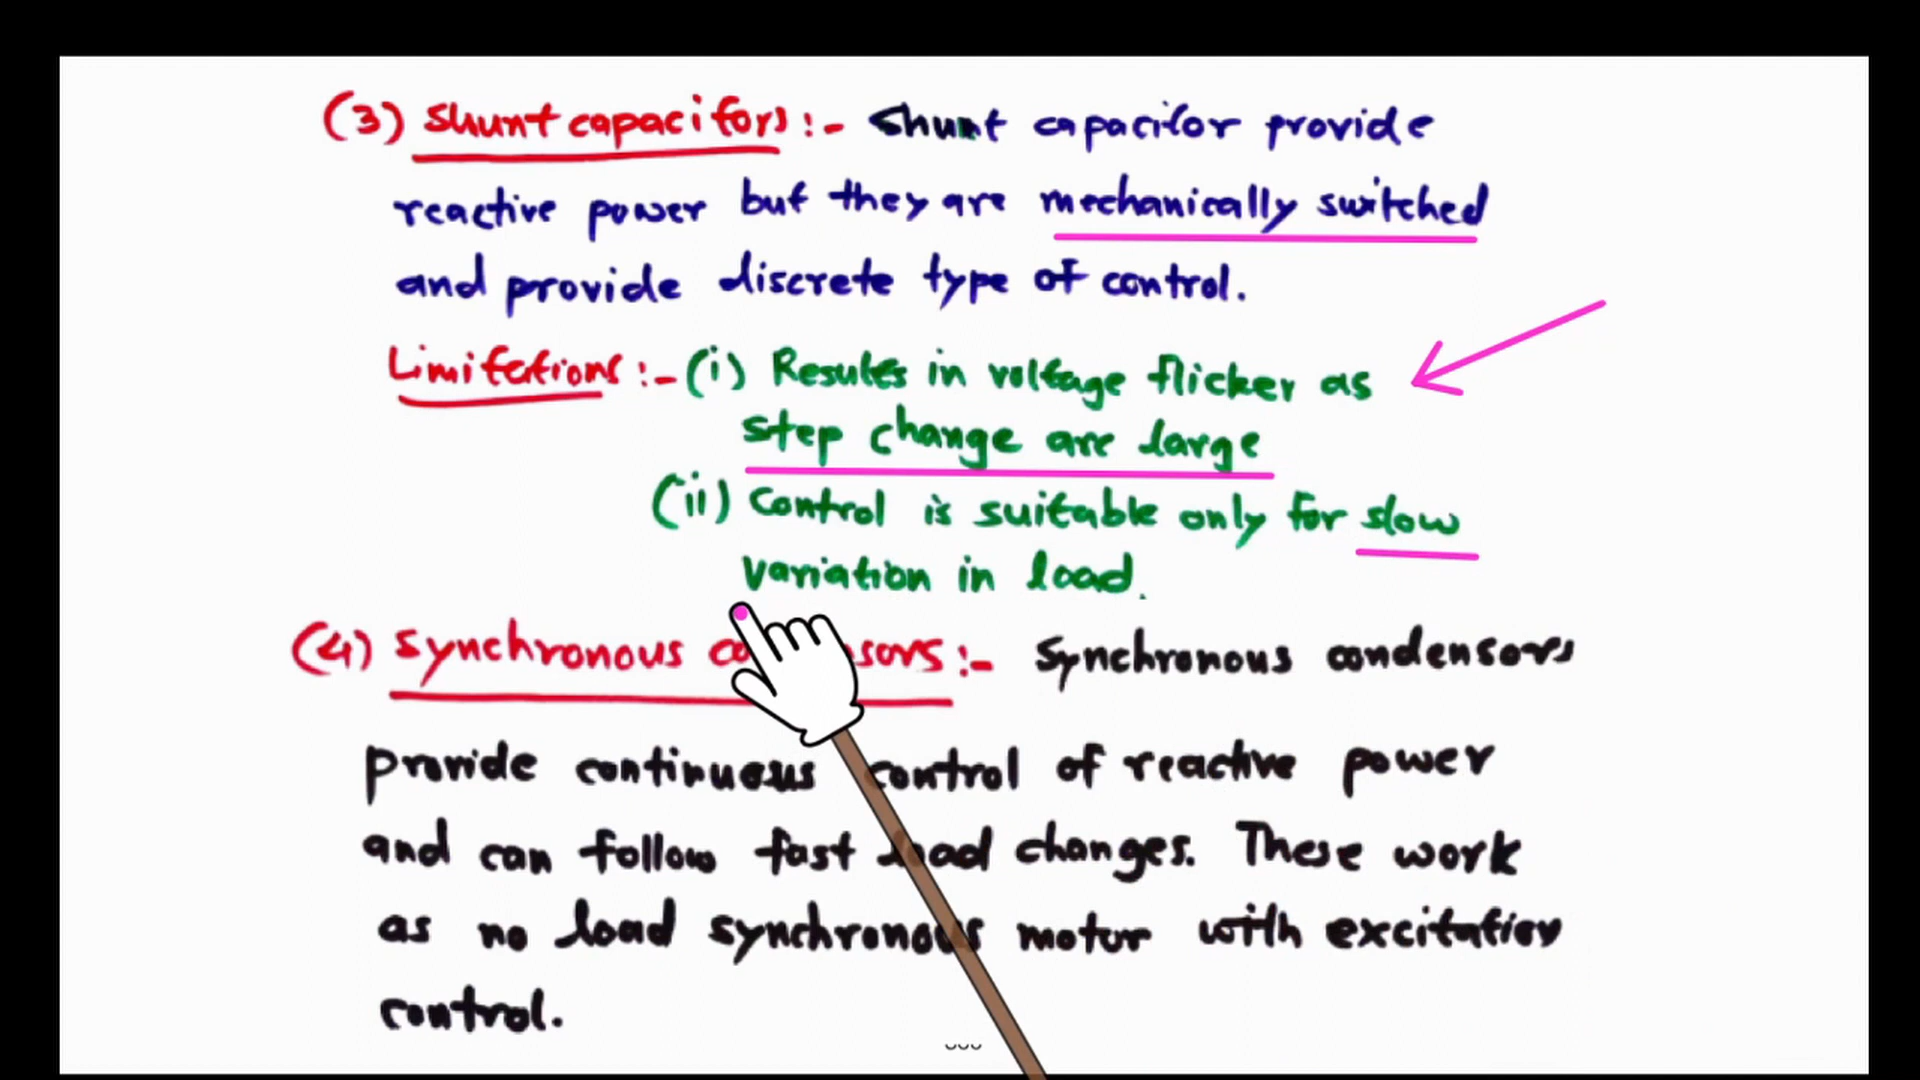 (3) Shunt capacitors :- Shunt capacitor provide
reactive power but they are mechanically switched
and provide discrete type of control.
Limitations :- (i) Results in voltage flicker as
step change are large
(ii) Control is suitable only for slow
variation in load.
(4) Synchronous :- Synchronous condensors
provide continuous control of reactive power
and can follow fast load changes. These work
as no load synchronous motor with excitation
control.